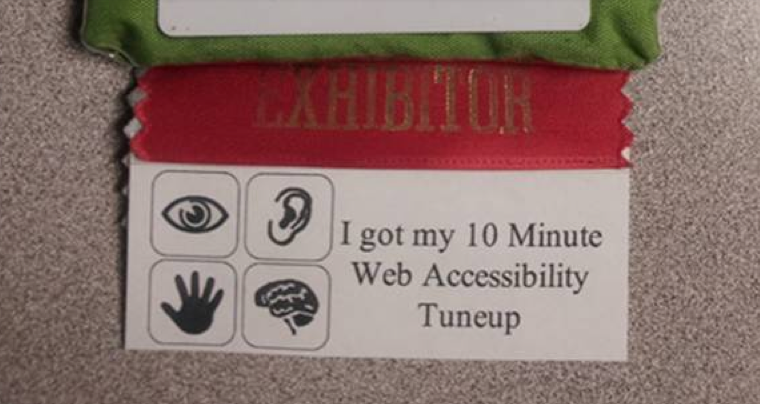 EXHIBITOR
I got my 10 Minute
Web Accessibility
Tuneup